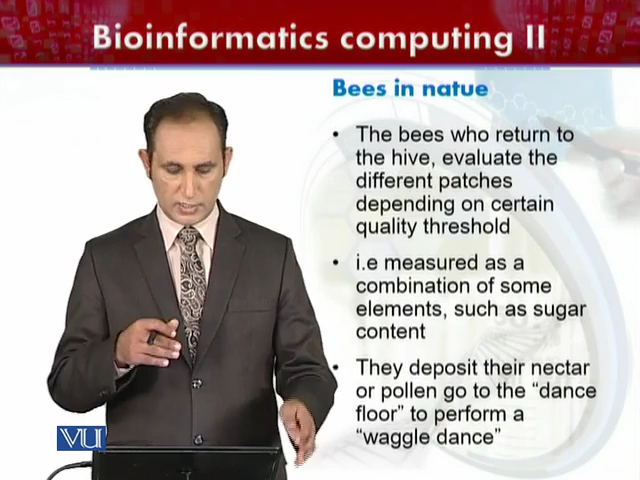 Bioinformatics computing II
Bees in natue
• The bees who return to
the hive, evaluate the
different patches
depending on certain
quality threshold
• i.e measured as a
combination of some
elements, such as sugar
content
• They deposit their nectar
or pollen go to the “dance
floor” to perform a
“waggle dance”
VU